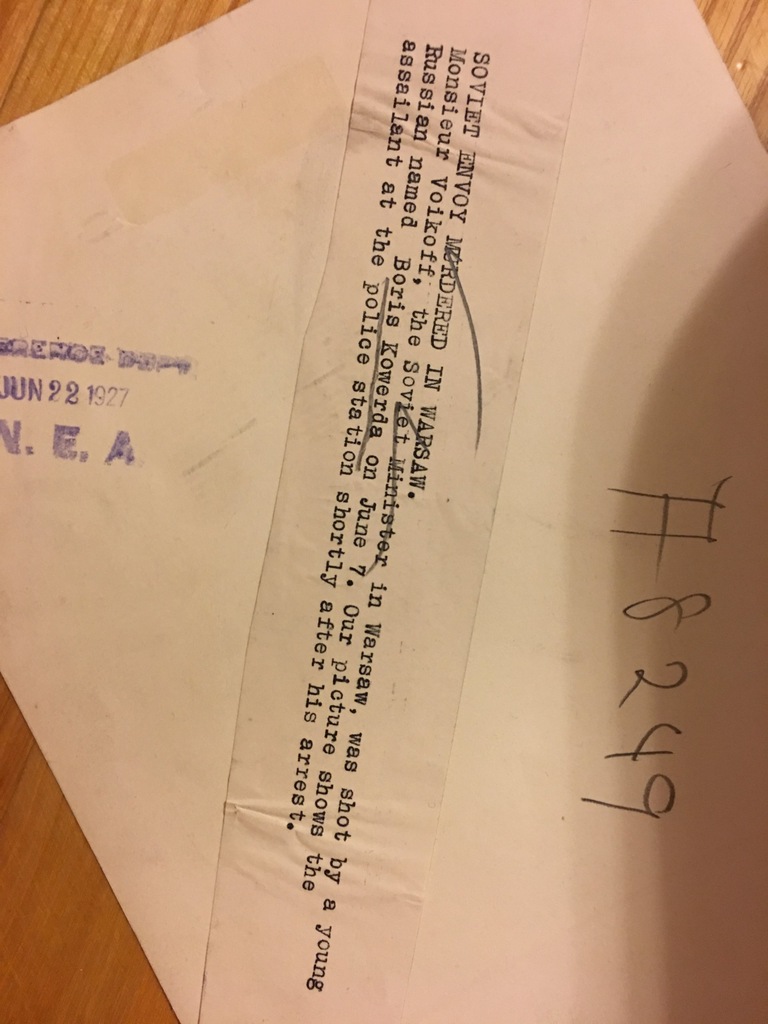 SOVIET ENVOY MURDERED IN WARSAW.
Monsieur Voikoff, the Soviet Minister in Warsaw, was shot by a young
Russian named Boris Kowerda on June 7. Our picture shows the
assailant at the police station shortly after his arrest.
# 8249
JUN 22 1927
N. E. A